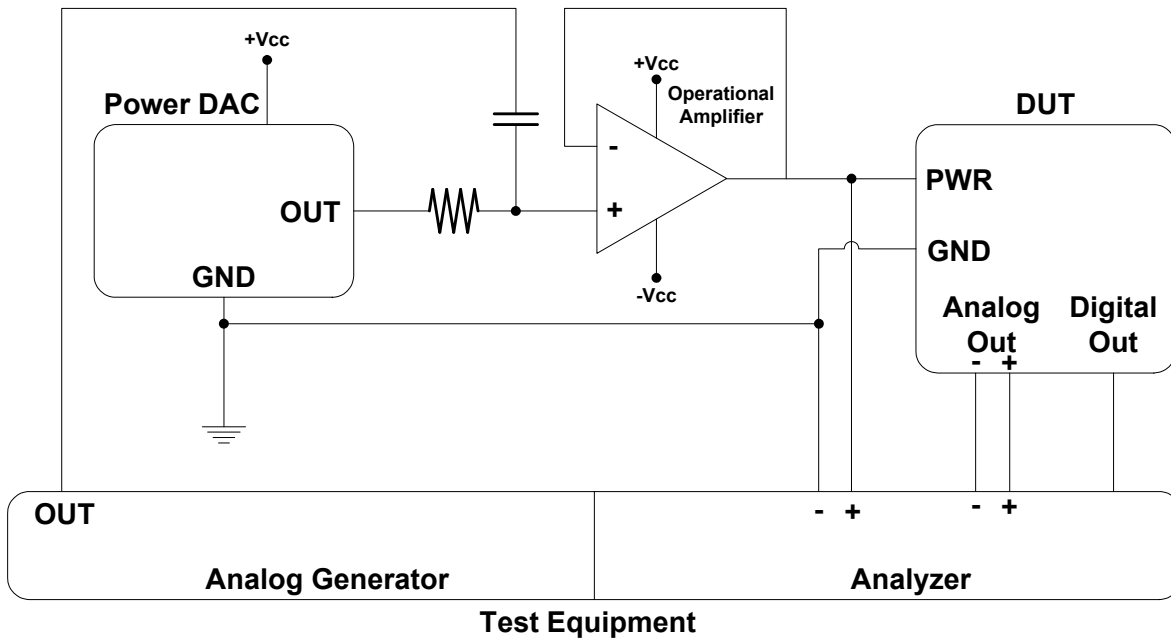 +Vcc
Power DAC
OUT
GND
+Vcc
Operational
Amplifier
-
+
-Vcc
DUT
PWR
GND
Analog
Out
- +
Digital
Out
OUT
- +
- +
Analog Generator
Analyzer
Test Equipment